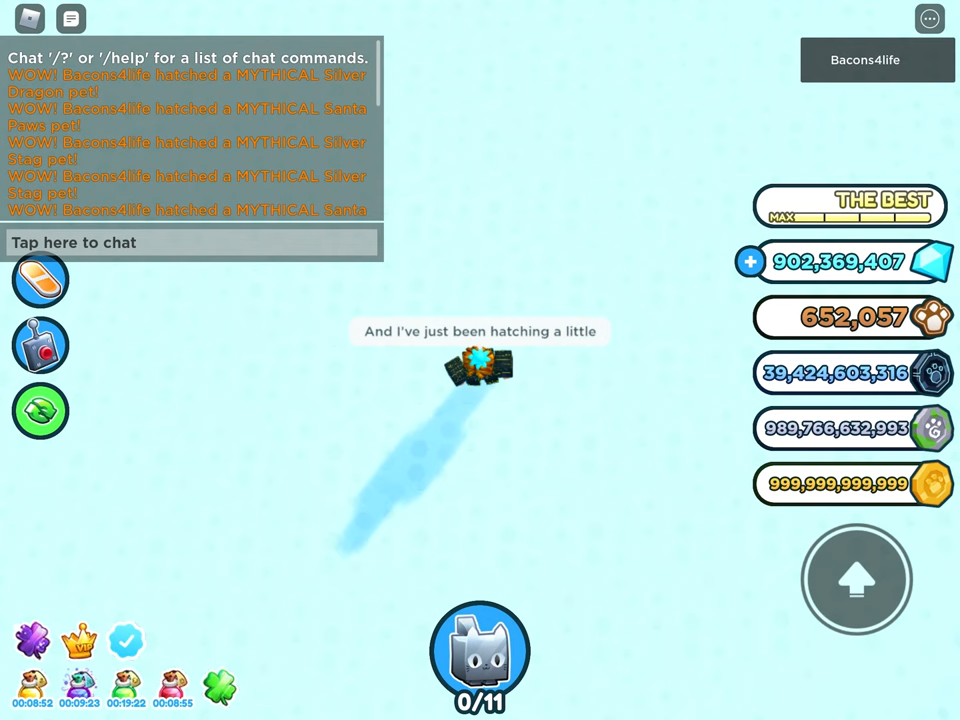 Chat '/?' or '/help' for a list of chat commands.
WOW! Bacons4life hatched a MYTHICAL Silver
Dragon pet!
WOW! Bacons4life hatched a MYTHICAL Santa
Paws pet!
WOW! Bacons4life hatched a MYTHICAL Silver
Stag pet!
WOW! Bacons4life hatched a MYTHICAL Silver
Stag pet!
WOW! Bacons4life hatched a MYTHICAL Santa
Tap here to chat
Bacons4life
THE BEST
MAX
902,369,407
652,057
39,424,603,316
989,766,632,993
999,999,999,999
And I've just been hatching a little
VIP
00:08:52 00:09:23 00:19:22 00:08:55
0/11